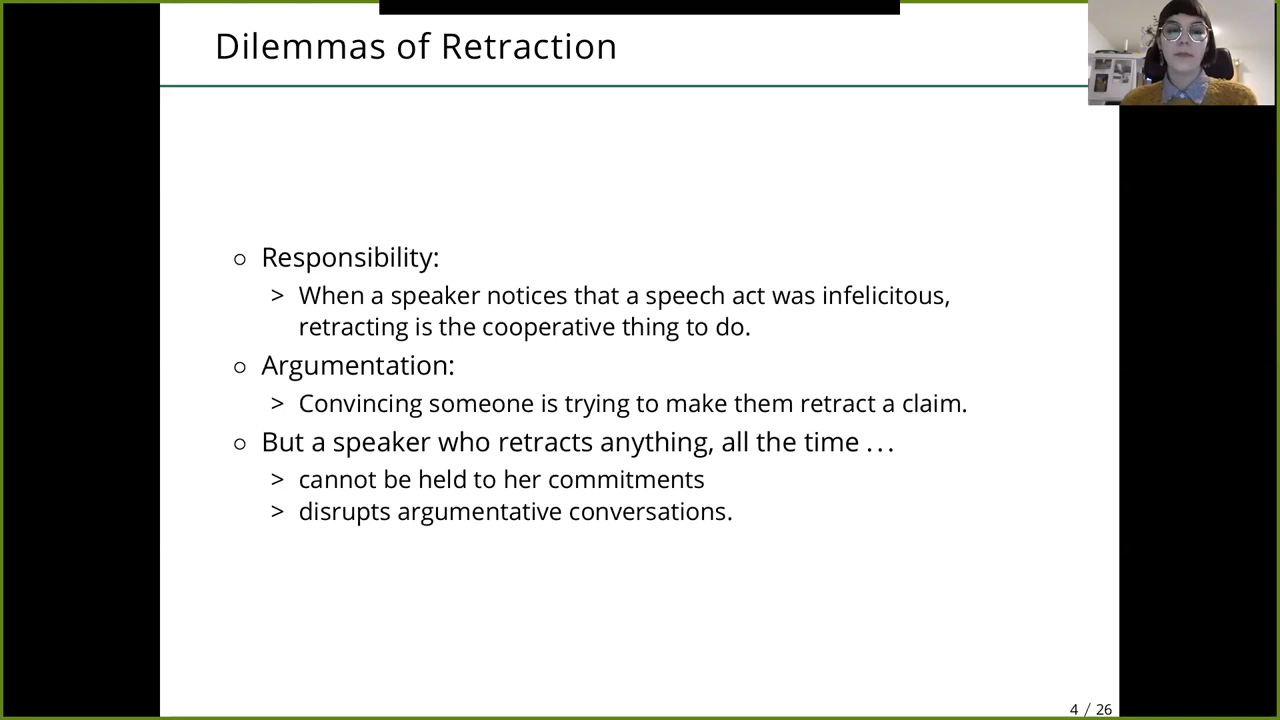 Dilemmas of Retraction
○ Responsibility:
> When a speaker notices that a speech act was infelicitous,
retracting is the cooperative thing to do.
○ Argumentation:
> Convincing someone is trying to make them retract a claim.
○ But a speaker who retracts anything, all the time ...
> cannot be held to her commitments
> disrupts argumentative conversations.
4 / 26